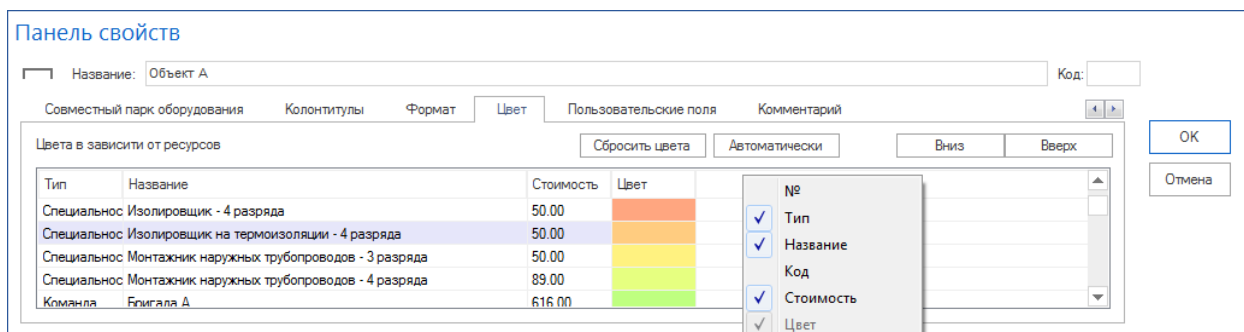 Панель свойств
Название: Объект А Код:
Совместный парк оборудования Колонтитулы Формат Цвет Пользовательские поля Комментарий
Цвета в зависити от ресурсов Сбросить цвета Автоматически Вниз Вверх
ОК
Отмена
Тип Название Стоимость Цвет
Специальнос Изолировщик - 4 разряда 50.00
Специальнос Изолировщик на термоизоляции - 4 разряда 50.00
Специальнос Монтажник наружных трубопроводов - 3 разряда 50.00
Специальнос Монтажник наружных трубопроводов - 4 разряда 89.00
Команда Бригада А 616.00
№
Тип
Название
Код
Стоимость
Цвет